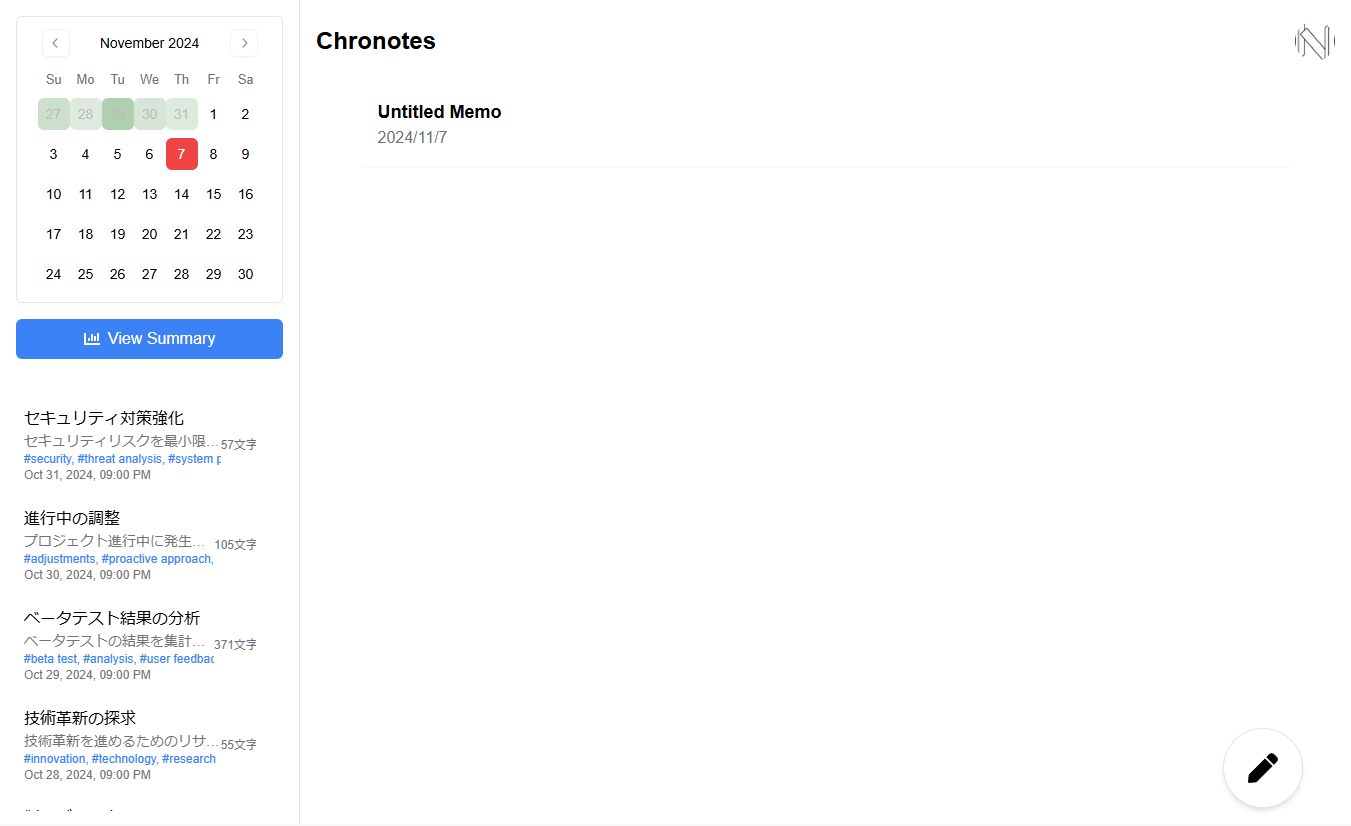 November 2024
Su Mo Tu We Th Fr Sa
27 28 29 30 31 1 2
3 4 5 6 7 8 9
10 11 12 13 14 15 16
17 18 19 20 21 22 23
24 25 26 27 28 29 30
View Summary
セキュリティ対策強化
セキュリティリスクを最小限... 57文字
#security, #threat analysis, #system
Oct 31, 2024, 09:00 PM
進行中の調整
プロジェクト進行中に発生... 105文字
#adjustments, #proactive approach,
Oct 30, 2024, 09:00 PM
ベータテスト結果の分析
ベータテストの結果を集計... 371文字
#beta test, #analysis, #user
Oct 29, 2024, 09:00 PM
技術革新の探求
技術革新を進めるためのリサ... 55文字
#innovation, #technology, #research
Oct 28, 2024, 09:00 PM
Chronotes
Untitled Memo
2024/11/7